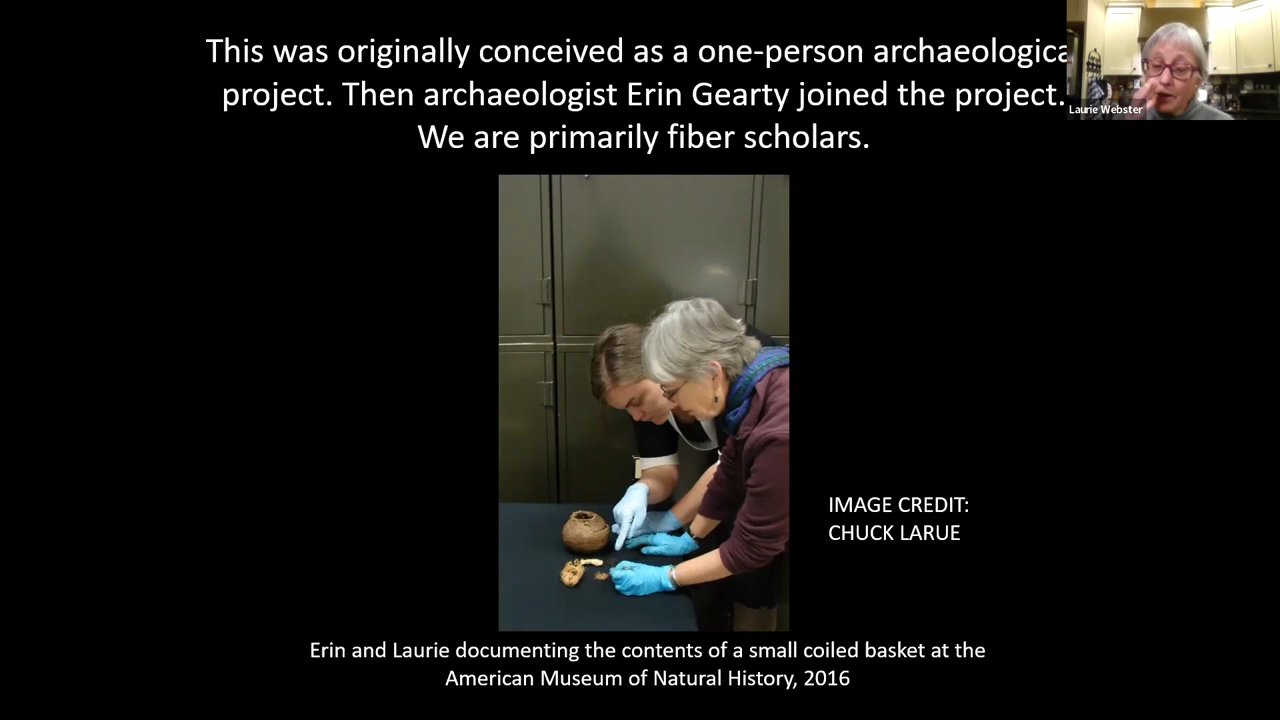 This was originally conceived as a one-person archaeologica
project. Then archaeologist Erin Gearty joined the project.
We are primarily fiber scholars.
Laurie Webster
IMAGE CREDIT:
CHUCK LARUE
Erin and Laurie documenting the contents of a small coiled basket at the
American Museum of Natural History, 2016